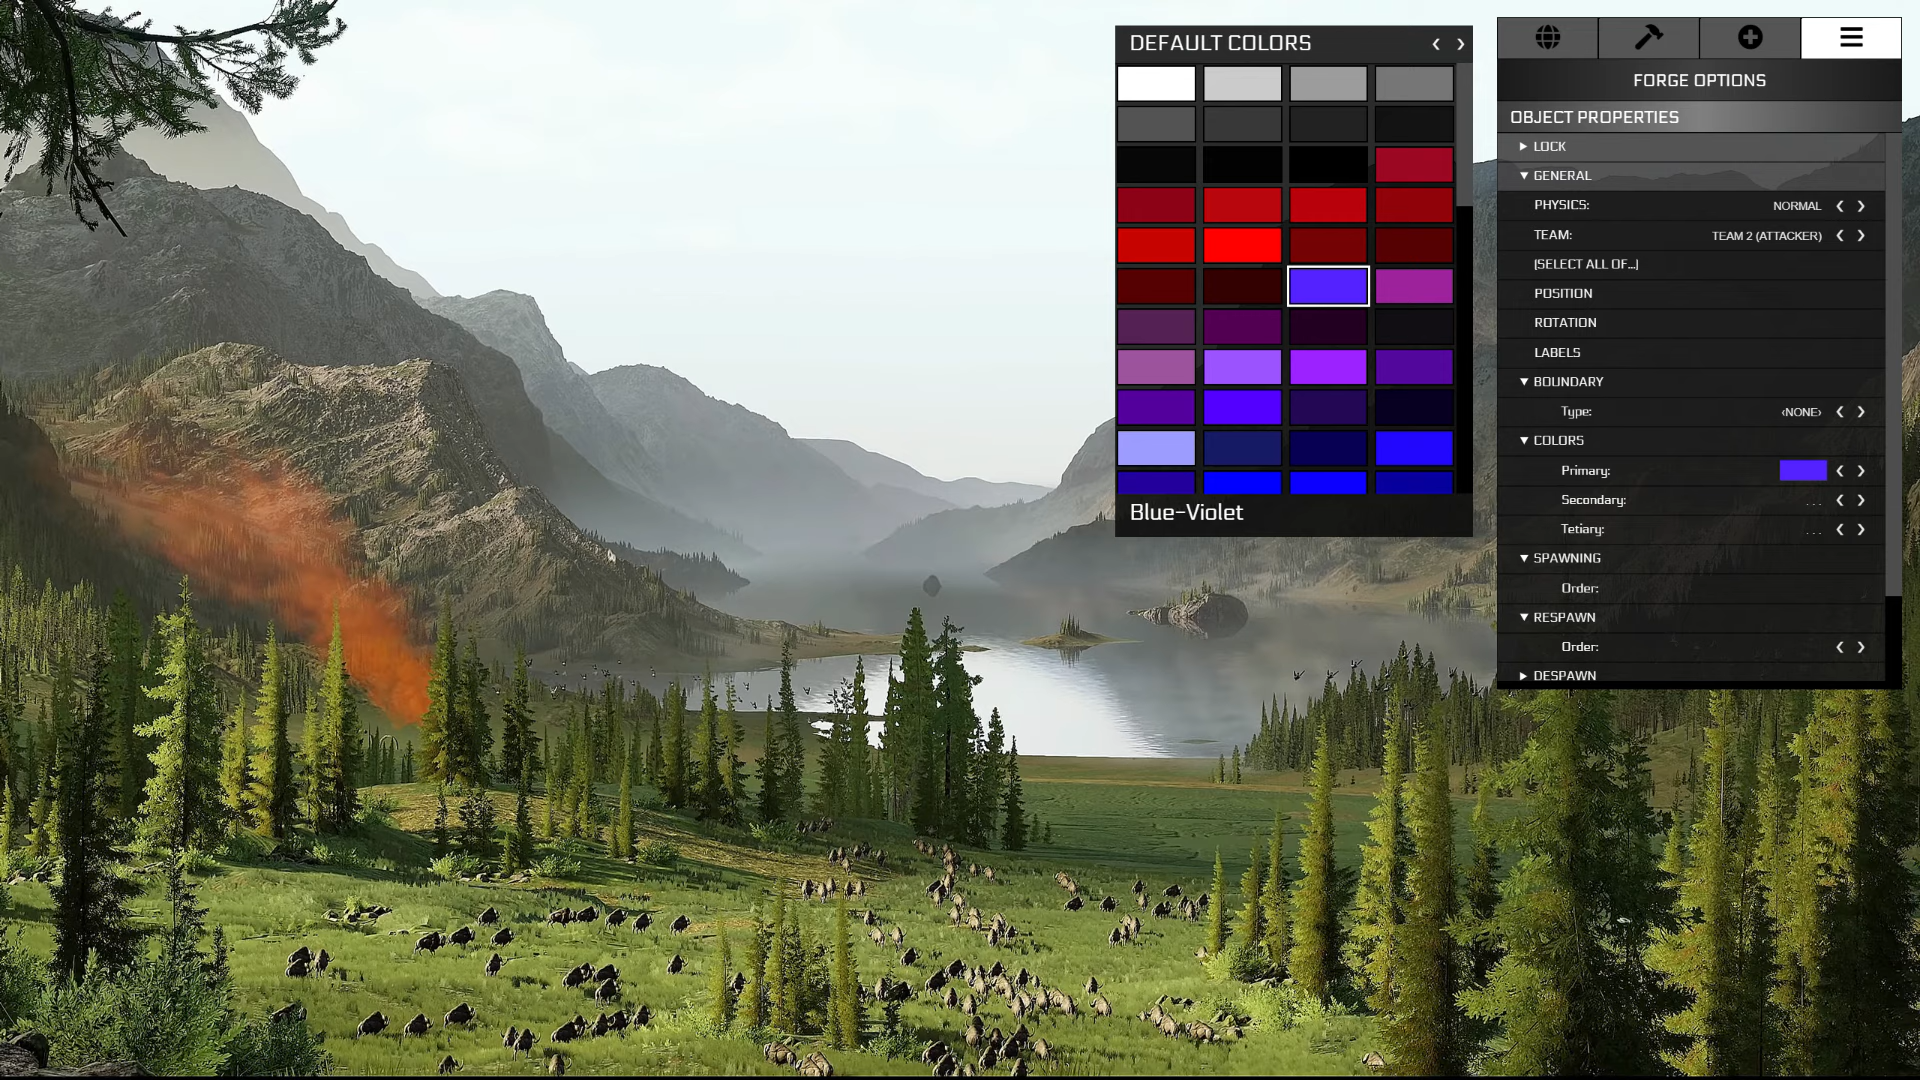 DEFAULT COLORS
Blue-Violet
FORGE OPTIONS
OBJECT PROPERTIES
LOCK
GENERAL
PHYSICS: NORMAL
TEAM: TEAM 2 (ATTACKER)
(SELECT ALL OF...)
POSITION
ROTATION
LABELS
BOUNDARY
Type: <NONE>
COLORS
Primary:
Secondary: ...
Tetiary: ...
SPAWNING
Order:
RESPAWN
Order:
DESPAWN